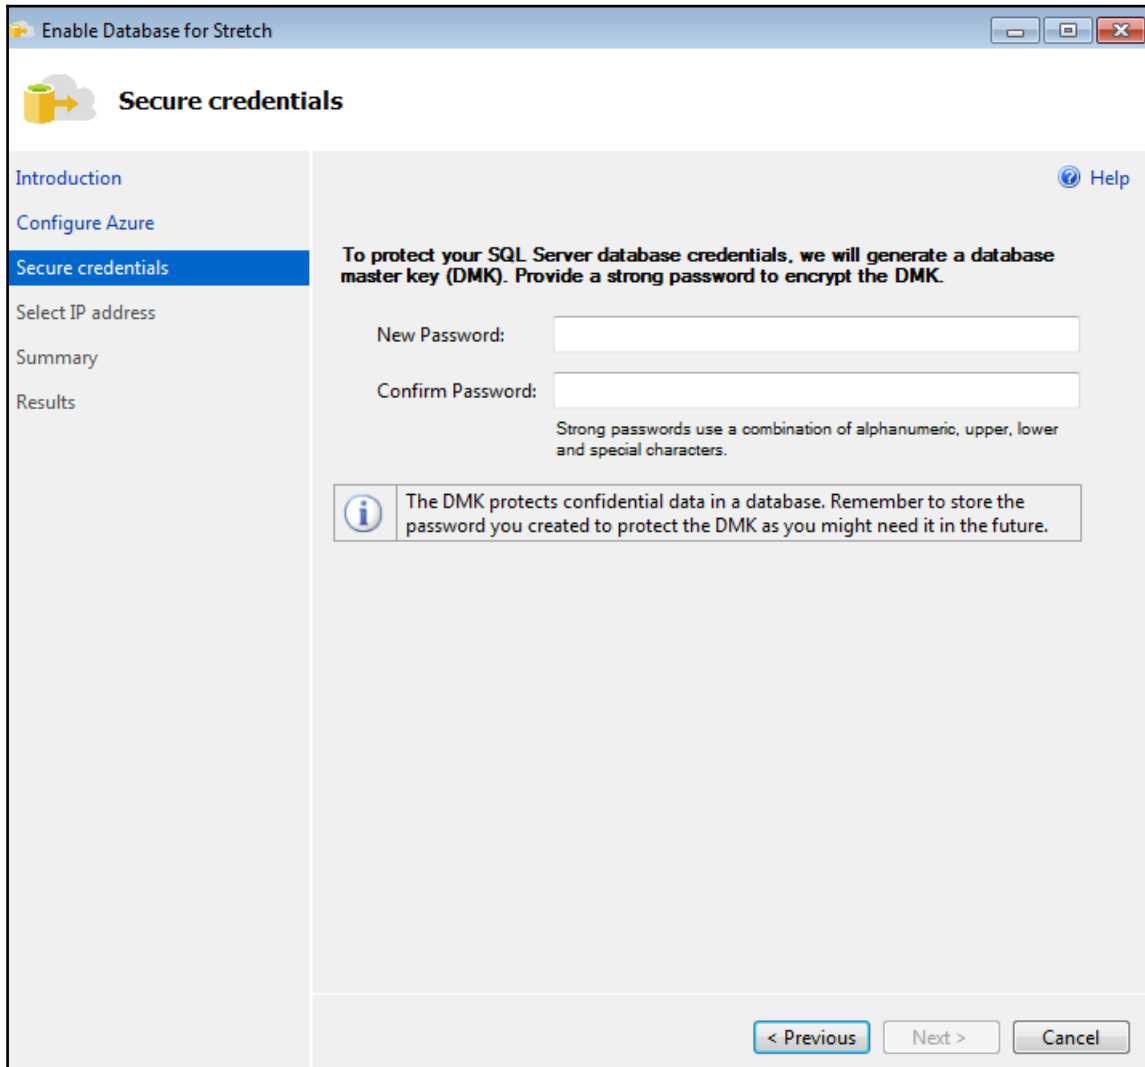 Enable Database for Stretch
Secure credentials
Introduction
Configure Azure
Secure credentials
Select IP address
Summary
Results
Help
To protect your SQL Server database credentials, we will generate a database
master key (DMK). Provide a strong password to encrypt the DMK.
New Password:
Confirm Password:
Strong passwords use a combination of alphanumeric, upper, lower
and special characters.
The DMK protects confidential data in a database. Remember to store the
password you created to protect the DMK as you might need it in the future.
< Previous
Next >
Cancel